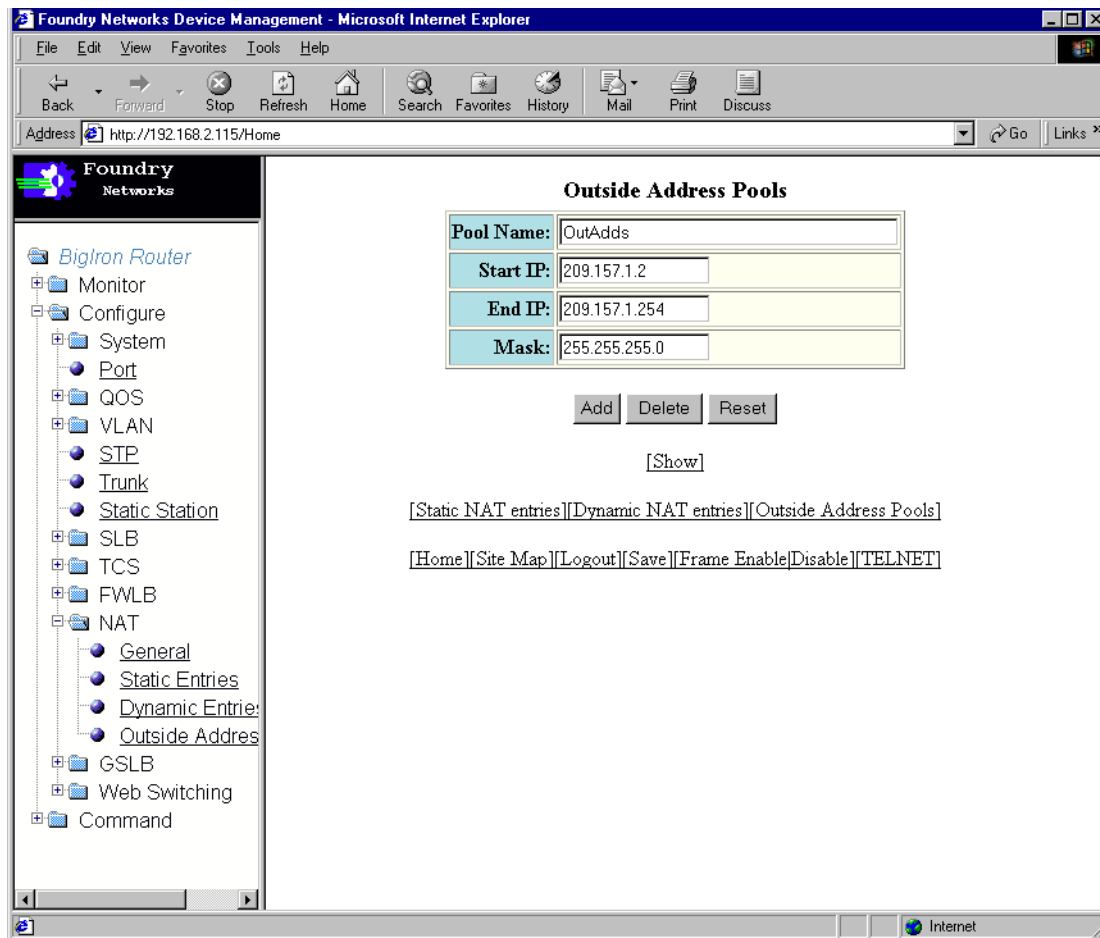 Foundry Networks Device Management - Microsoft Internet Explorer
File Edit View Favorites Tools Help
Back Forward Stop Refresh Home Search Favorites History Mail Print Discuss
Address http://192.168.2.115/Home Go Links »
Foundry
Networks
BigIron Router
Monitor
Configure
System
Port
QOS
VLAN
STP
Trunk
Static Station
SLB
TCS
FWLB
NAT
General
Static Entries
Dynamic Entries
Outside Addres
GSLB
Web Switching
Command
Outside Address Pools
Pool Name: OutAdds
Start IP: 209.157.1.2
End IP: 209.157.1.254
Mask: 255.255.255.0
Add Delete Reset
[Show]
[Static NAT entries][Dynamic NAT entries][Outside Address Pools]
[Home][Site Map][Logout][Save][Frame Enable|Disable][TELNET]
Internet